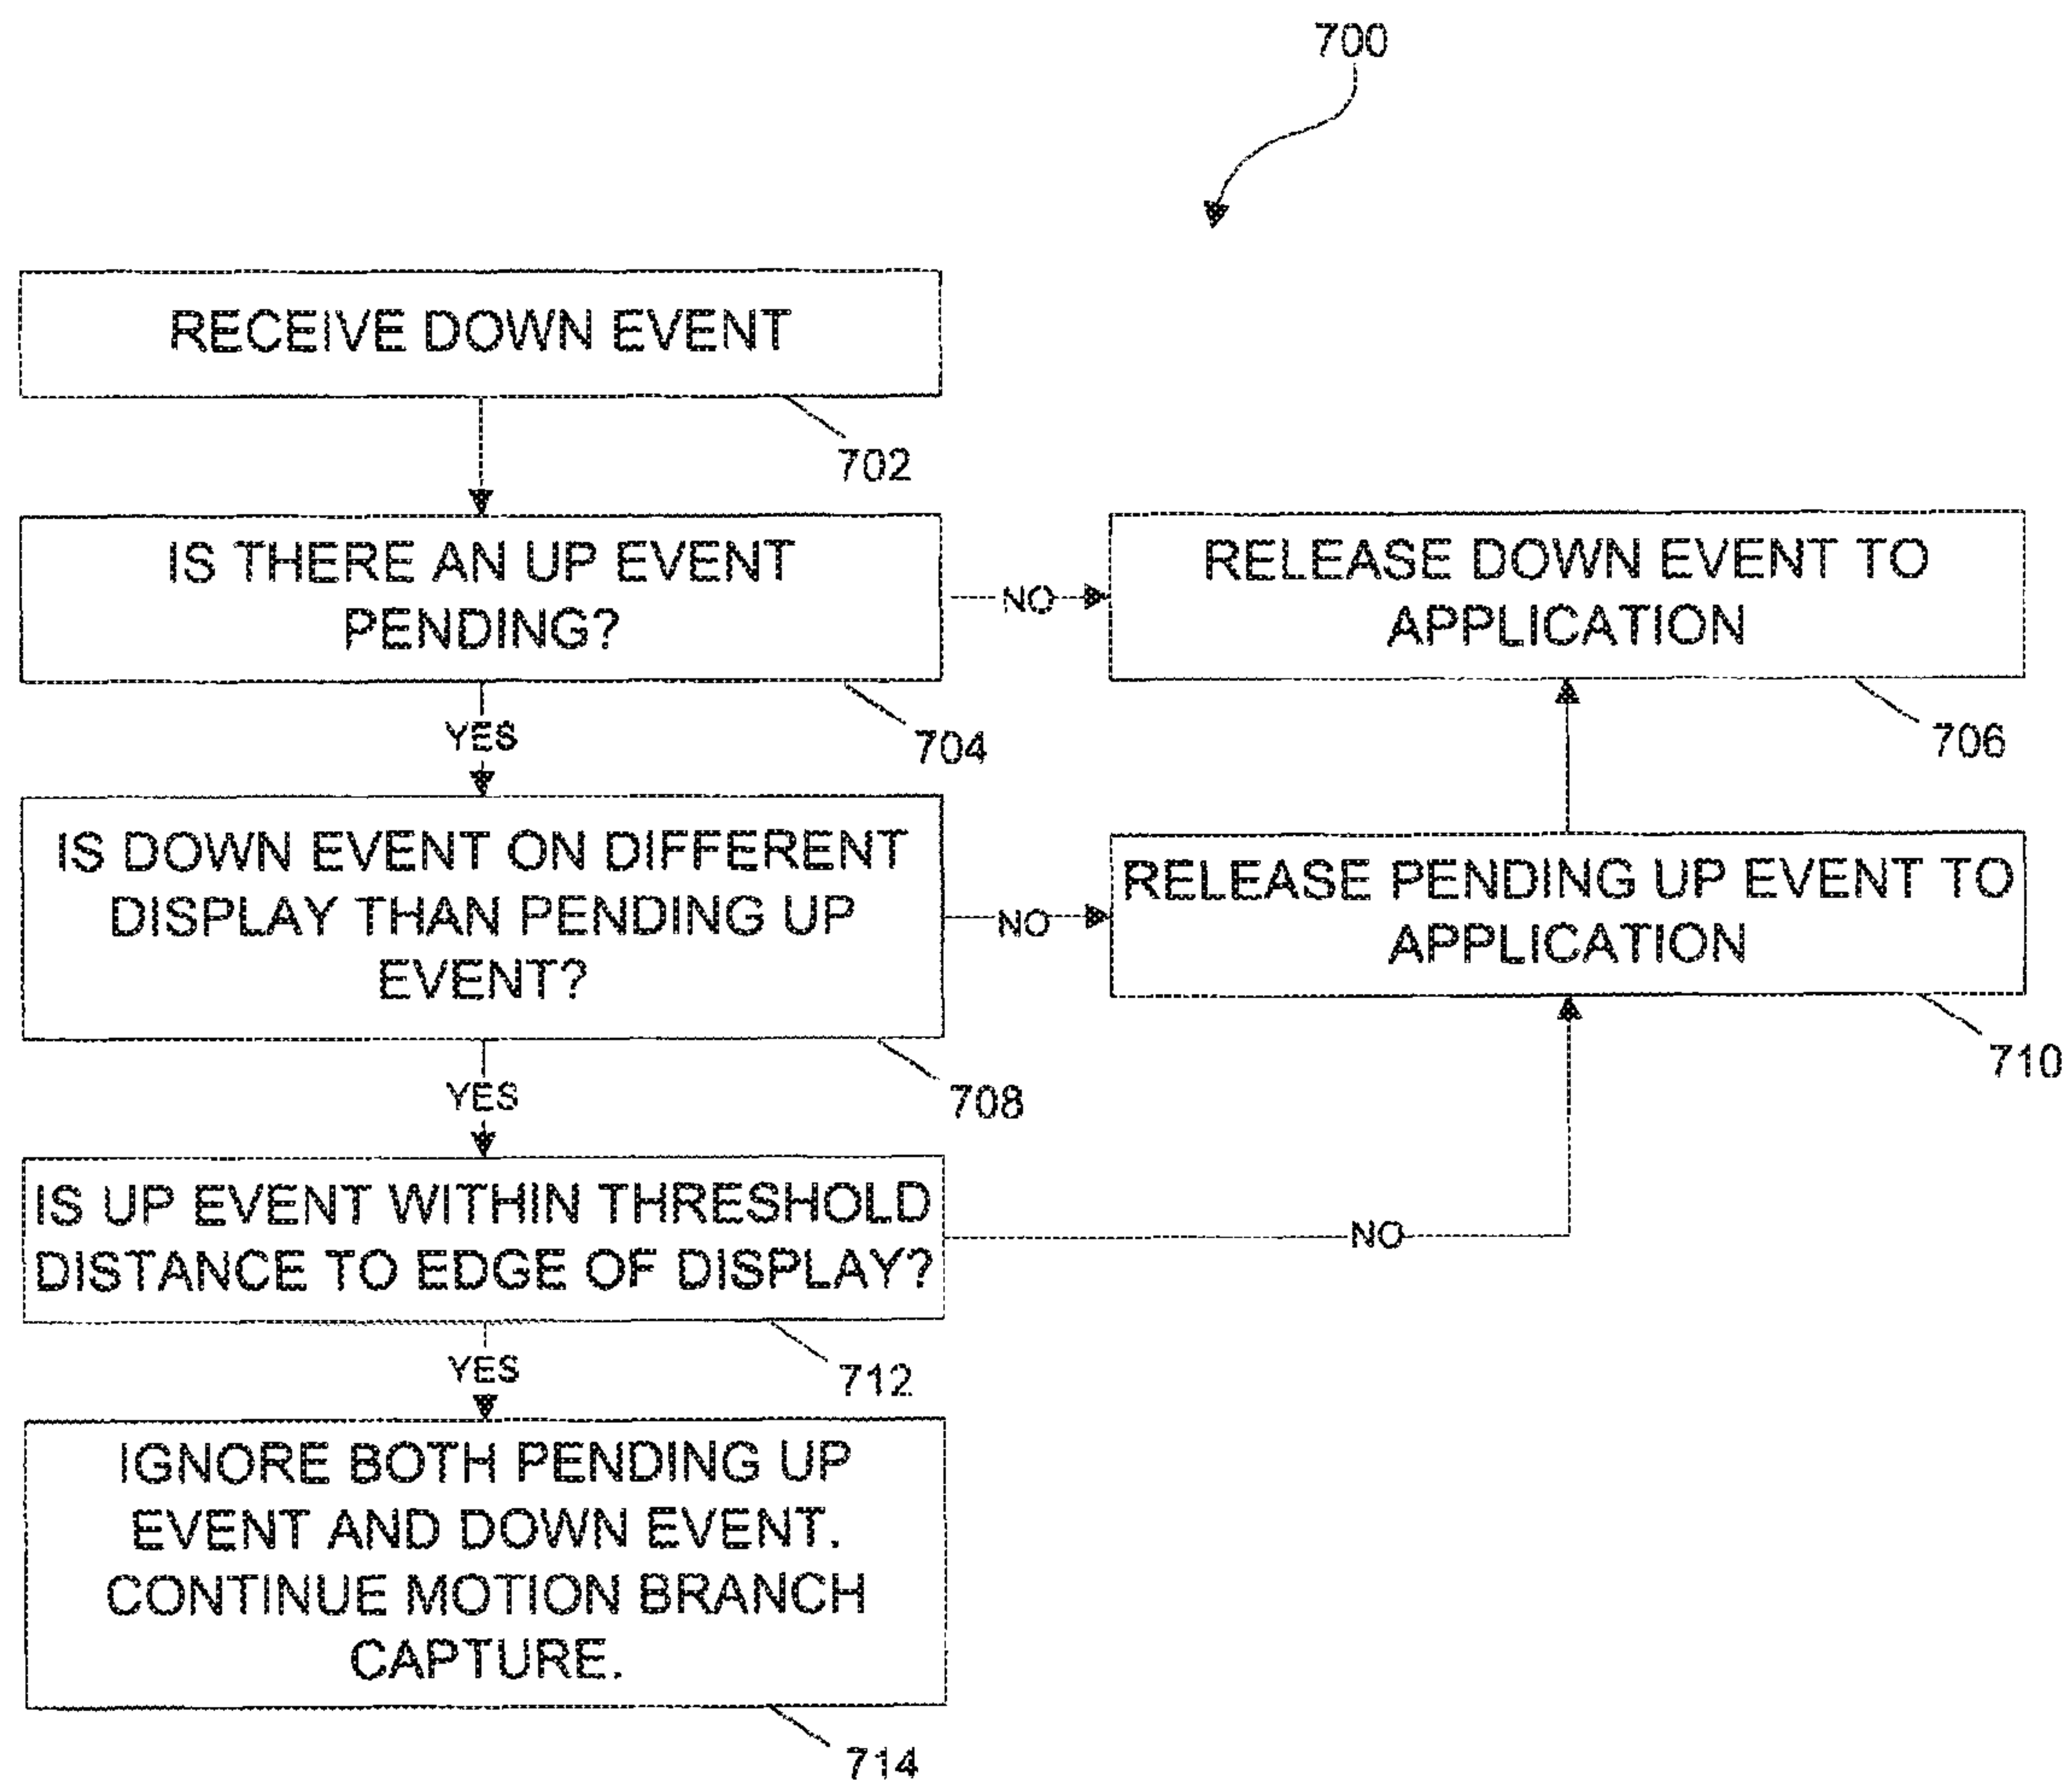 700
RECEIVE DOWN EVENT
702
IS THERE AN UP EVENT
PENDING?
NO
RELEASE DOWN EVENT TO
APPLICATION
YES
704
706
IS DOWN EVENT ON DIFFERENT
DISPLAY THAN PENDING UP
EVENT?
NO
RELEASE PENDING UP EVENT TO
APPLICATION
710
YES
708
IS UP EVENT WITHIN THRESHOLD
DISTANCE TO EDGE OF DISPLAY?
NO
YES
712
IGNORE BOTH PENDING UP
EVENT AND DOWN EVENT.
CONTINUE MOTION BRANCH
CAPTURE.
714